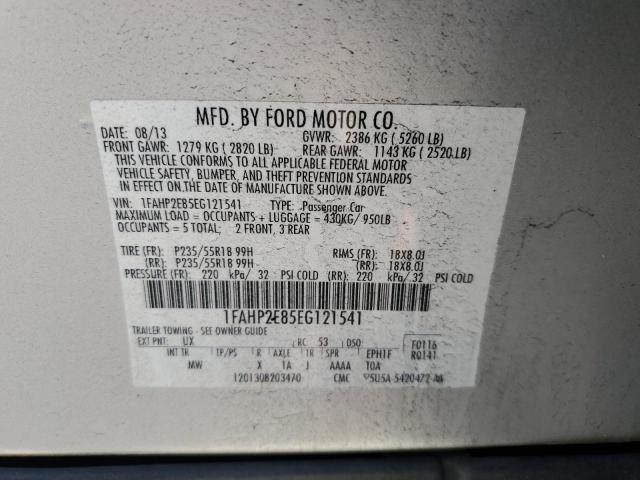 MFD. BY FORD MOTOR CO.
DATE: 08/13 GVWR: 2386 KG ( 5260 LB)
FRONT GAWR: 1279 KG ( 2820 LB) REAR GAWR: 1143 KG ( 2520 LB)
THIS VEHICLE CONFORMS TO ALL APPLICABLE FEDERAL MOTOR
VEHICLE SAFETY, BUMPER, AND THEFT PREVENTION STANDARDS
IN EFFECT ON THE DATE OF MANUFACTURE SHOWN ABOVE.
VIN: 1FAHP2E85EG121541 TYPE: Passenger Car
MAXIMUM LOAD = OCCUPANTS + LUGGAGE = 430KG/ 950LB
OCCUPANTS = 5 TOTAL: 2 FRONT, 3 REAR
TIRE (FR): P235/55R18 99H RIMS (FR): 18X8.0J
(RR): P235/55R18 99H (RR): 18X8.0J
PRESSURE (FR): 220 kPa/ 32 PSI COLD (RR): 220 kPa/ 32 PSI COLD
1FAHP2E85EG121541
TRAILER TOWING - SEE OWNER GUIDE
EXT PNT: UX RC: 53 DSO: F0116
INT TR TP/PS R AXLE TR SPR EPH1F R0141
MW X 1A J AAAA TOA
1201308203470 CMC 5U5A-5420472-AA